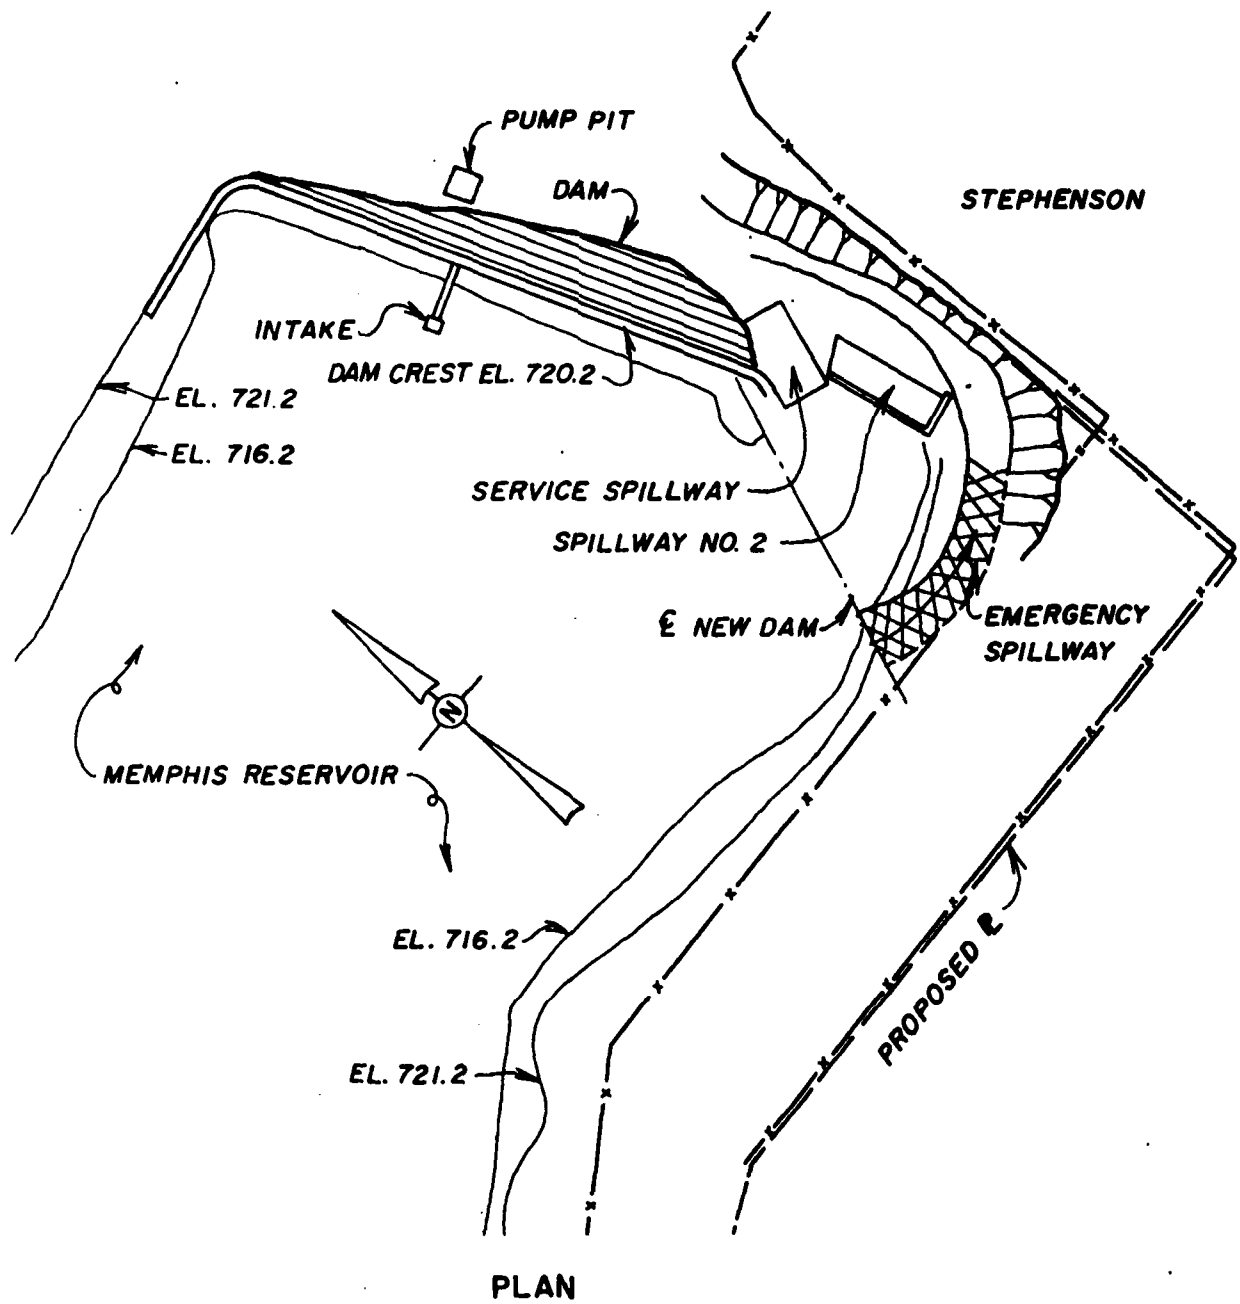 PUMP PIT
DAM
STEPHENSON
INTAKE
DAM CREST EL. 720.2
EL. 721.2
EL. 716.2
SERVICE SPILLWAY
SPILLWAY NO. 2
℄ NEW DAM
EMERGENCY
SPILLWAY
N
MEMPHIS RESERVOIR
EL. 716.2
PROPOSED ⅊
EL. 721.2
PLAN